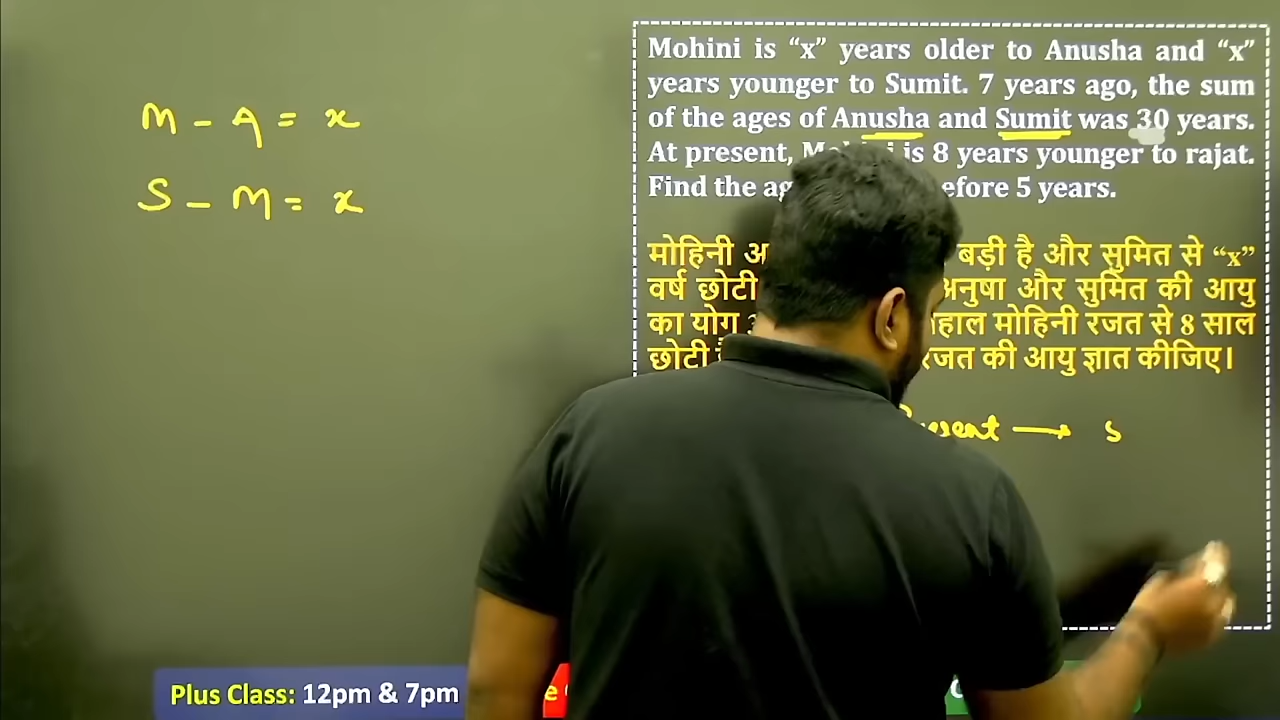 M - A = x
S - M = x
Mohini is “x” years older to Anusha and “x”
years younger to Sumit. 7 years ago, the sum
of the ages of Anusha and Sumit was 30 years.
At present, is 8 years younger to rajat.
Find the 5 years.
मोहिनी बड़ी है और सुमित से “x”
वर्ष छोटी अनुषा और सुमित की आयु
का योग मोहिनी रजत से 8 साल
छोटी रजत की आयु ज्ञात कीजिए।
Present → S
Plus Class: 12pm & 7pm